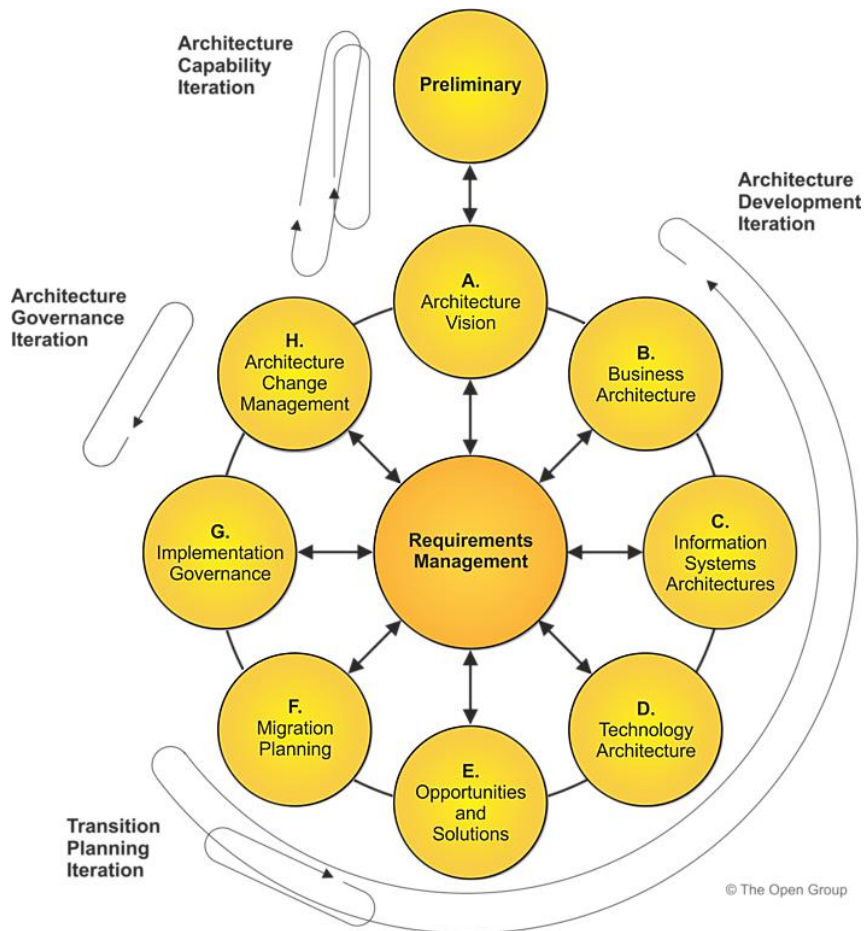 Architecture
Capability
Iteration
Preliminary
Architecture
Development
Iteration
A.
Architecture
Vision
Architecture
Governance
Iteration
H.
Architecture
Change
Management
B.
Business
Architecture
G.
Implementation
Governance
Requirements
Management
C.
Information
Systems
Architectures
F.
Migration
Planning
D.
Technology
Architecture
E.
Opportunities
and
Solutions
Transition
Planning
Iteration
© The Open Group